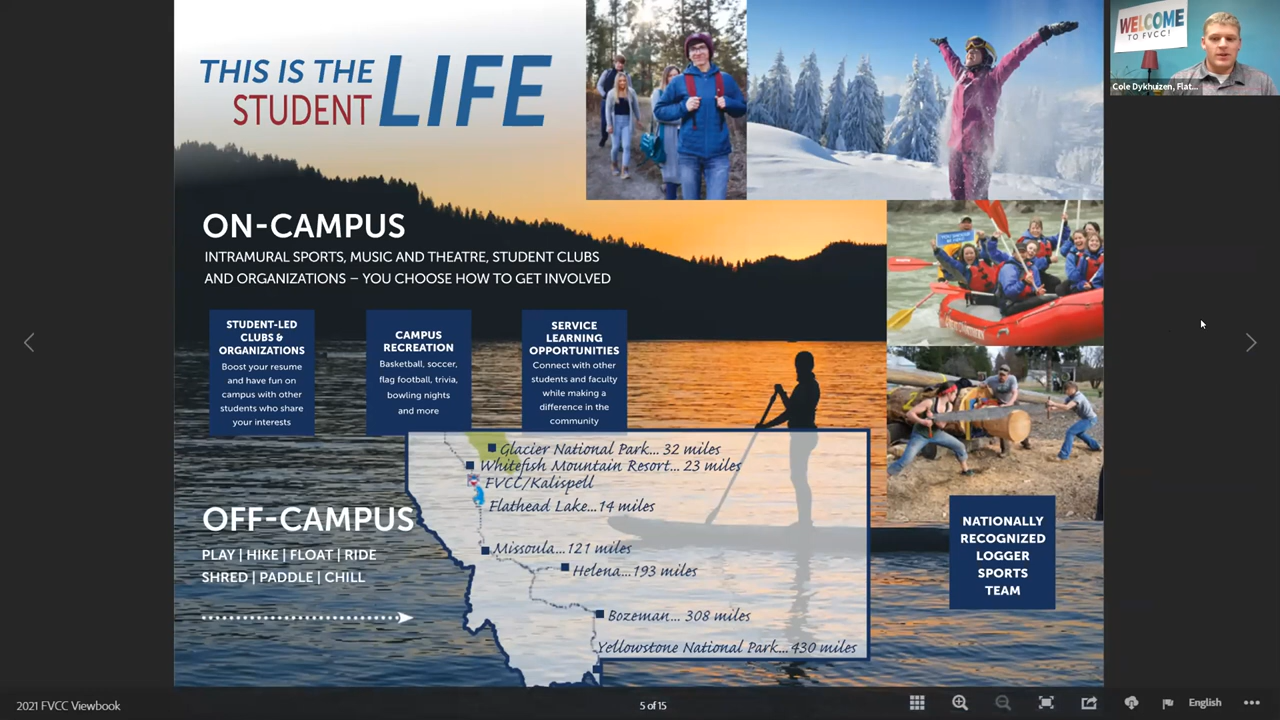 THIS IS THE
STUDENT LIFE
WELCOME
TO FVCC!
Cole Dykhuizen, Flat...
ON-CAMPUS
INTRAMURAL SPORTS, MUSIC AND THEATRE, STUDENT CLUBS
AND ORGANIZATIONS – YOU CHOOSE HOW TO GET INVOLVED
STUDENT-LED
CLUBS &
ORGANIZATIONS
Boost your resume
and have fun on
campus with other
students who share
your interests
CAMPUS
RECREATION
Basketball, soccer,
flag football, trivia,
bowling nights
and more
SERVICE
LEARNING
OPPORTUNITIES
Connect with other
students and faculty
while making a
difference in the
community
Glacier National Park... 32 miles
Whitefish Mountain Resort... 23 miles
FVCC/Kalispell
Flathead Lake...14 miles
Missoula...121 miles
Helena...193 miles
Bozeman... 308 miles
Yellowstone National Park...430 miles
OFF-CAMPUS
PLAY | HIKE | FLOAT | RIDE
SHRED | PADDLE | CHILL
NATIONALLY
RECOGNIZED
LOGGER
SPORTS
TEAM
2021 FVCC Viewbook
5 of 15
English